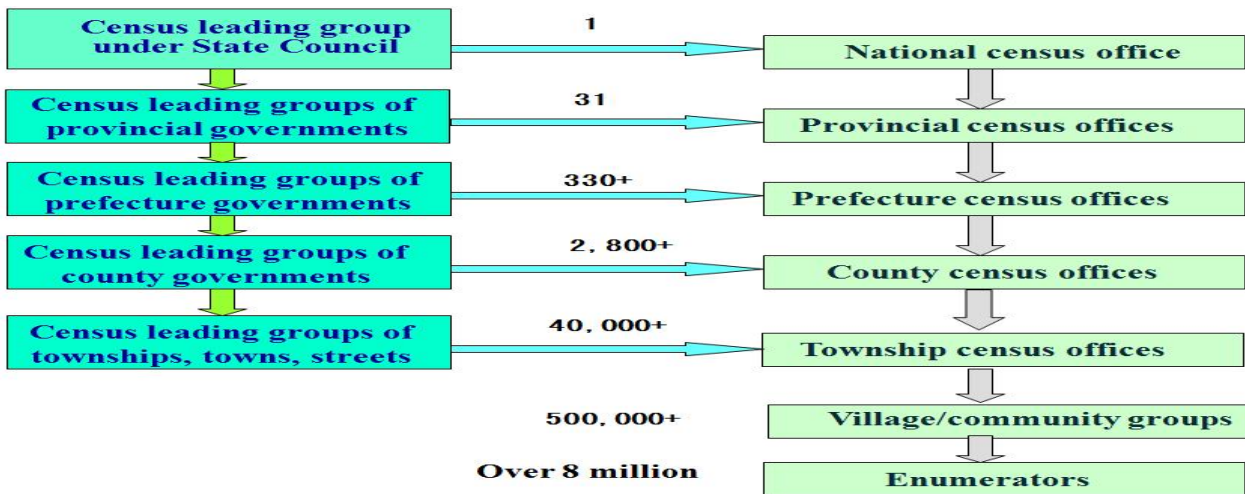 Census leading group
under State Council
1
National census office
Census leading groups of
provincial governments
31
Provincial census offices
Census leading groups of
prefecture governments
330+
Prefecture census offices
Census leading groups of
county governments
2, 800+
County census offices
Census leading groups of
townships, towns, streets
40, 000+
Township census offices
500, 000+
Village/community groups
Over 8 million
Enumerators